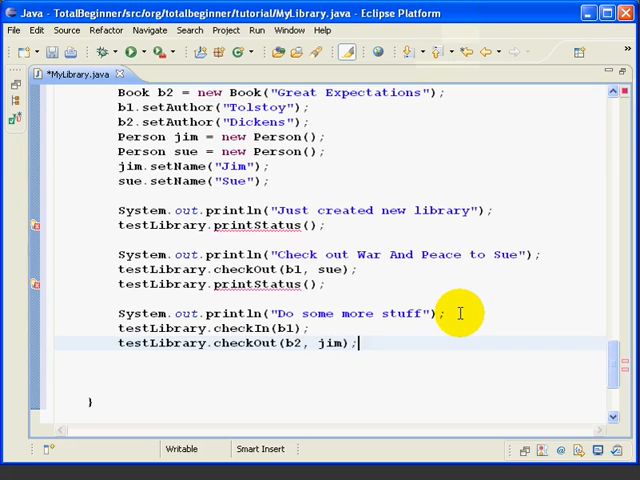 Java - TotalBeginner/src/org/totalbeginner/tutorial/MyLibrary.java - Eclipse Platform
File Edit Source Refactor Navigate Search Project Run Window Help
*MyLibrary.java
Book b2 = new Book("Great Expectations");
b1.setAuthor("Tolstoy");
b2.setAuthor("Dickens");
Person jim = new Person();
Person sue = new Person();
jim.setName("Jim");
sue.setName("Sue");
System.out.println("Just created new library");
testLibrary.printStatus();
System.out.println("Check out War And Peace to Sue");
testLibrary.checkOut(b1, sue);
testLibrary.printStatus();
System.out.println("Do some more stuff");
testLibrary.checkIn(b1);
testLibrary.checkOut(b2, jim);
}
Writable Smart Insert